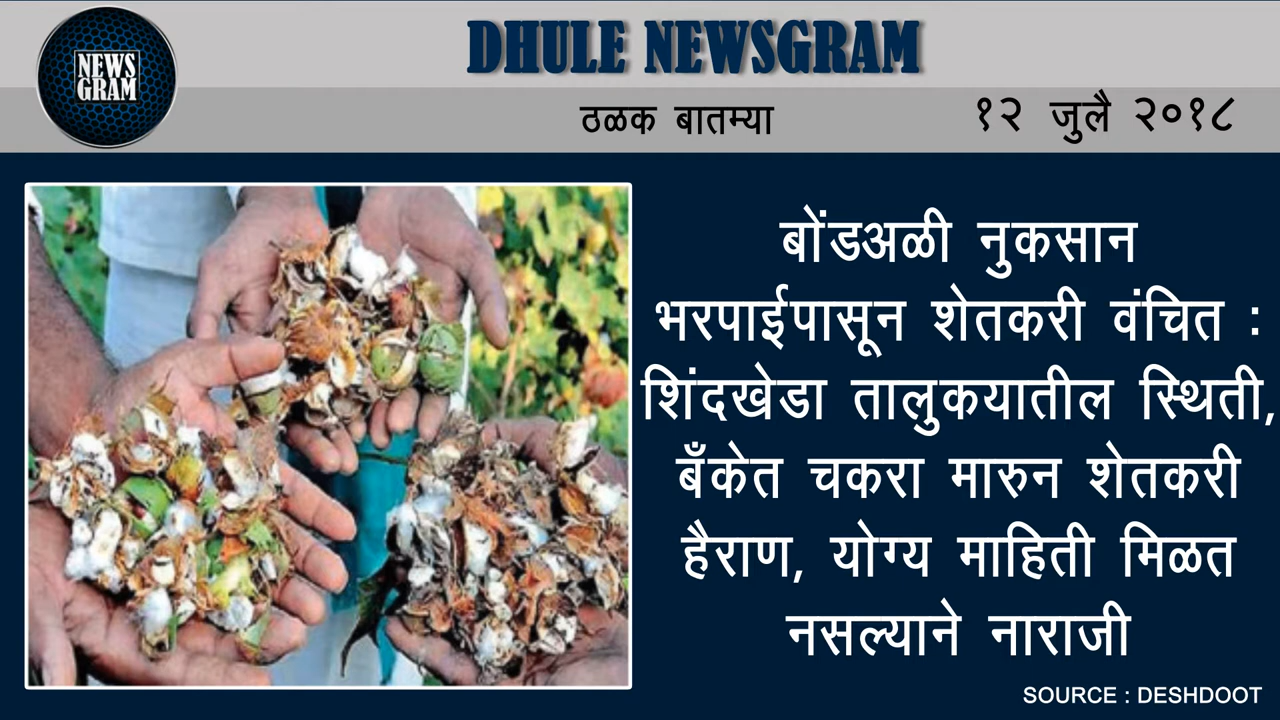 NEWS
GRAM
DHULE NEWSGRAM
ठळक बातम्या
१२ जुलै २०१८
बोंडअळी नुकसान
भरपाईपासून शेतकरी वंचित :
शिंदखेडा तालुकयातील स्थिती,
बँकेत चकरा मारुन शेतकरी
हैराण, योग्य माहिती मिळत
नसल्याने नाराजी
SOURCE : DESHDOOT